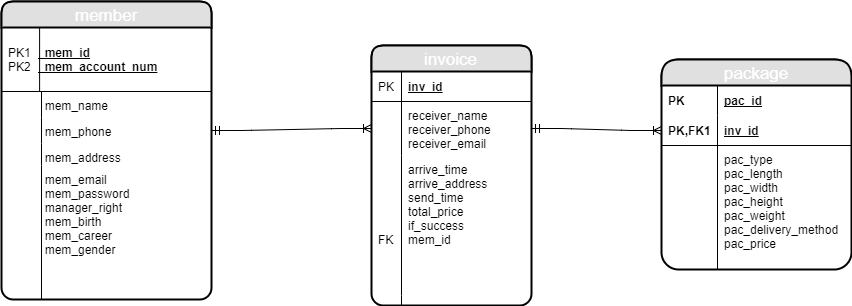 member
PK1 mem_id
PK2 mem_account_num
mem_name
mem_phone
mem_address
mem_email
mem_password
manager_right
mem_birth
mem_career
mem_gender
invoice
PK inv_id
receiver_name
receiver_phone
receiver_email
arrive_time
arrive_address
send_time
total_price
if_success
FK mem_id
package
PK pac_id
PK,FK1 inv_id
pac_type
pac_length
pac_width
pac_height
pac_weight
pac_delivery_method
pac_price